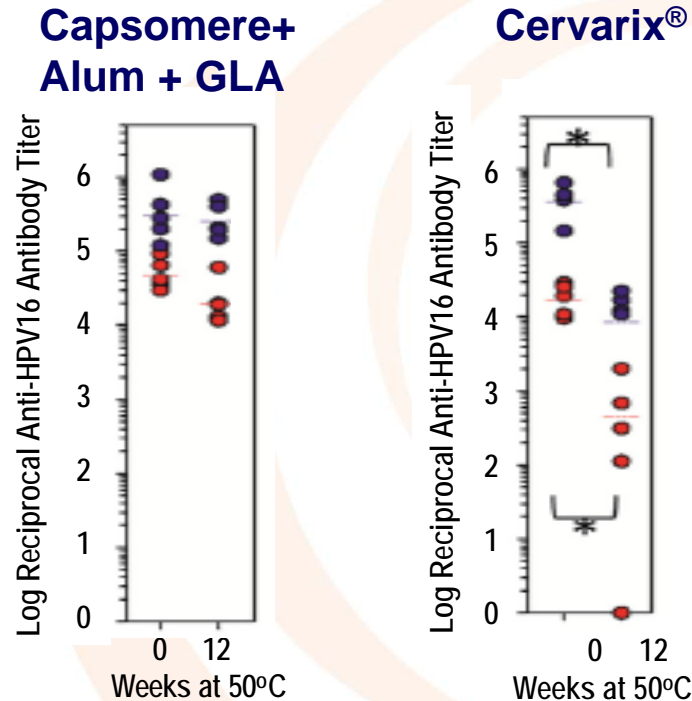 Capsomere+
Alum + GLA
Log Reciprocal Anti-HPV16 Antibody Titer
6
5
4
3
2
1
0
0 12
Weeks at 50ºC
Cervarix®
Log Reciprocal Anti-HPV16 Antibody Titer
*
6
5
4
3
2
1
0
*
0 12
Weeks at 50ºC